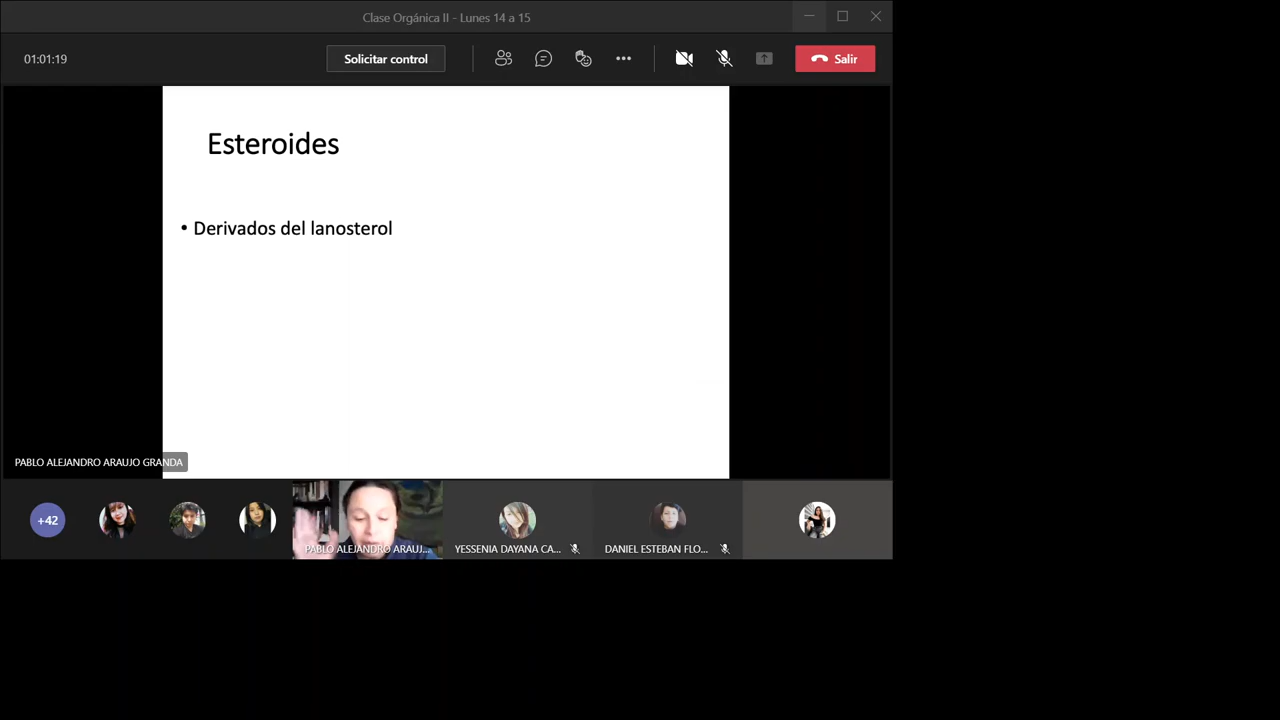 Clase Orgánica II - Lunes 14 a 15
01:01:19
Solicitar control
Salir
Esteroides
• Derivados del lanosterol
PABLO ALEJANDRO ARAUJO GRANDA
+42
PABLO ALEJANDRO ARAUJ...
YESSENIA DAYANA CA...
DANIEL ESTEBAN FLO...